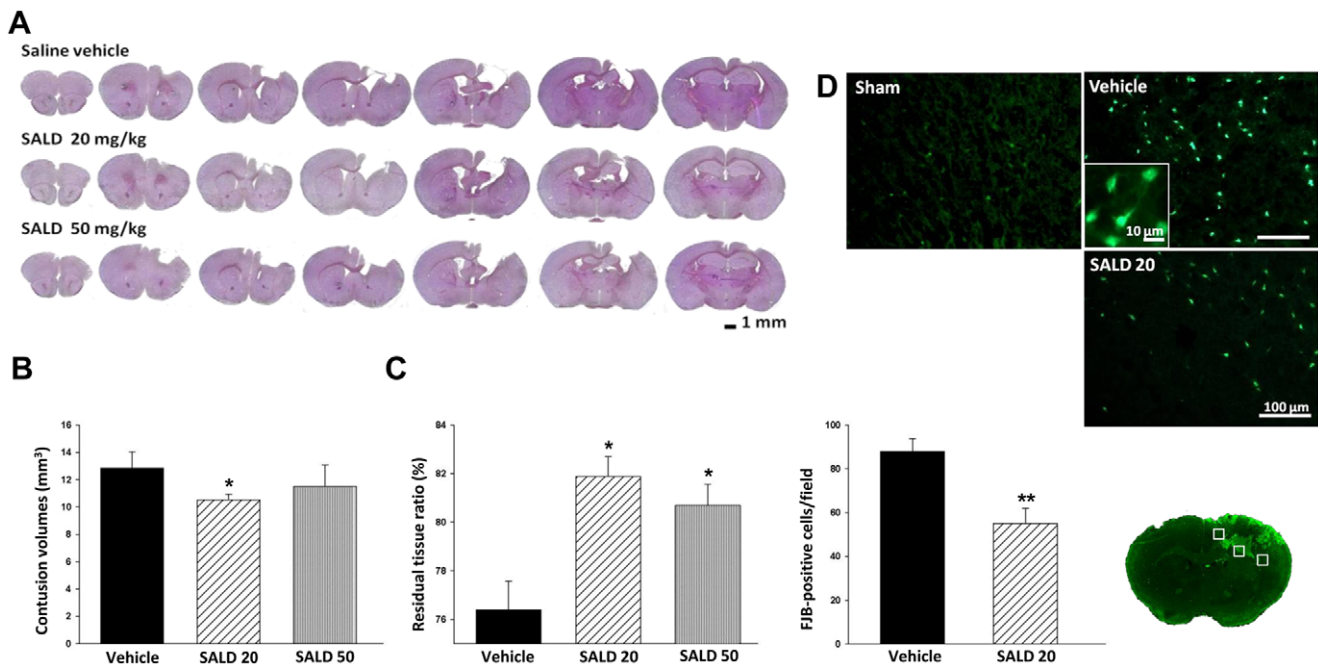 A
Saline vehicle
SALD 20 mg/kg
SALD 50 mg/kg
1 mm
B
Contusion volumes (mm³)
16
14
12
10
8
6
4
2
0
*
Vehicle
SALD 20
SALD 50
C
Residual tissue ratio (%)
84
82
80
78
76
*
*
Vehicle
SALD 20
SALD 50
D
Sham
Vehicle
10 µm
SALD 20
100 µm
FJB-positive cells/field
100
80
60
40
20
0
**
Vehicle
SALD 20